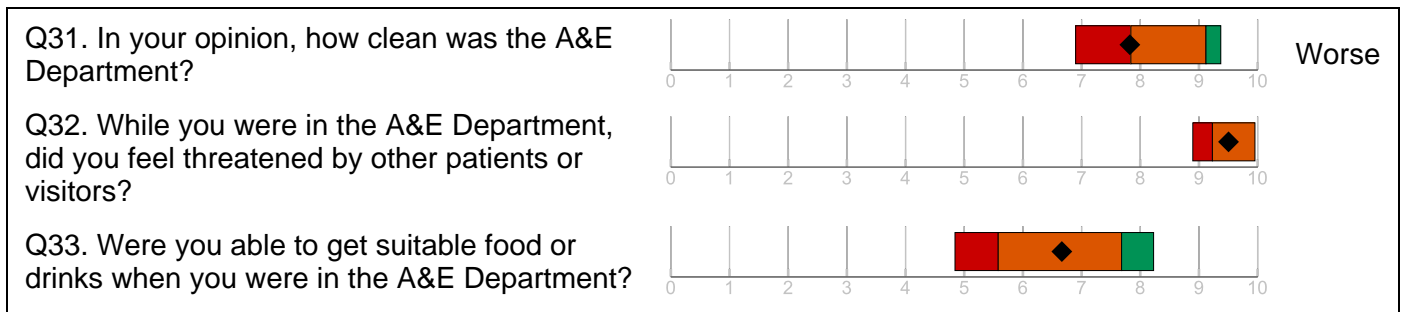 Q31. In your opinion, how clean was the A&E
Department?
0 1 2 3 4 5 6 7 8 9 10
Worse
Q32. While you were in the A&E Department,
did you feel threatened by other patients or
visitors?
0 1 2 3 4 5 6 7 8 9 10
Q33. Were you able to get suitable food or
drinks when you were in the A&E Department?
0 1 2 3 4 5 6 7 8 9 10